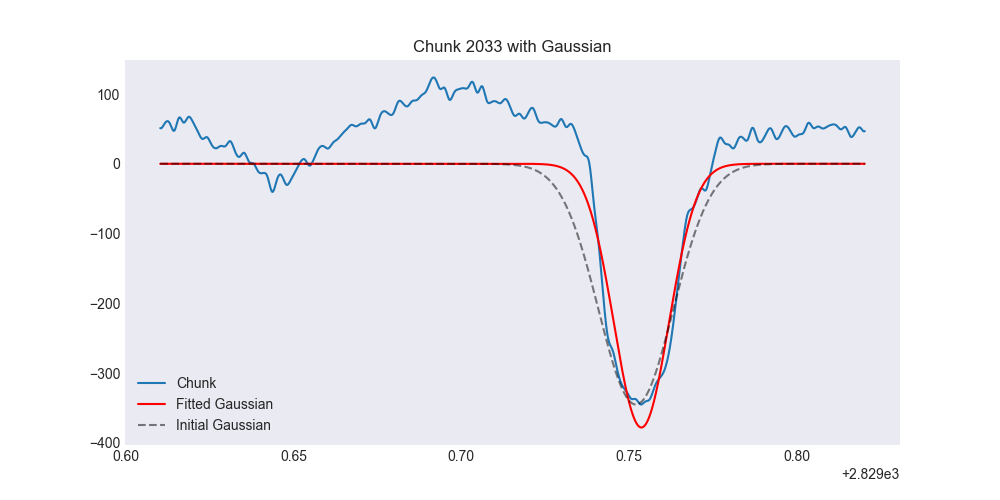 Chunk 2033 with Gaussian
100
0
−100
−200
−300
−400
Chunk
Fitted Gaussian
Initial Gaussian
0.60 0.65 0.70 0.75 0.80
+2.829e3